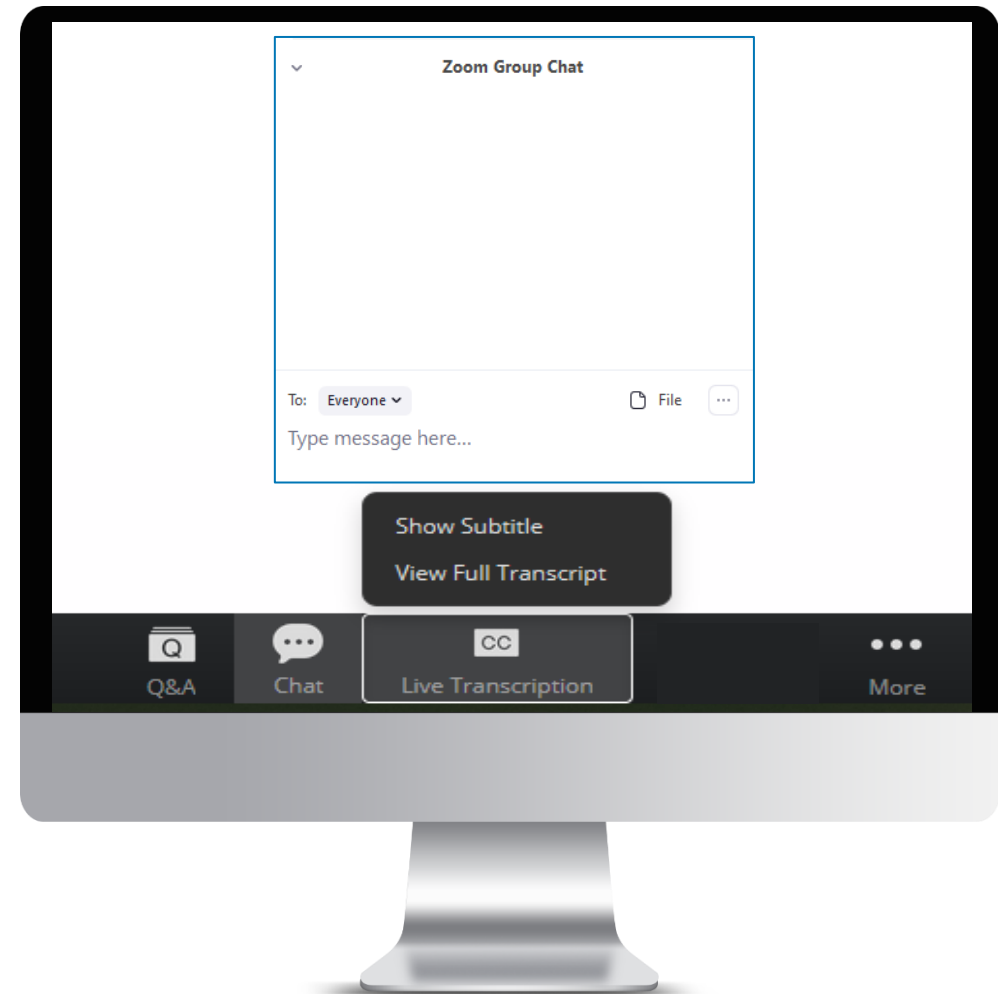 Zoom Group Chat
To: Everyone File
Type message here...
Show Subtitle
View Full Transcript
Q
CC
Q&A Chat Live Transcription More